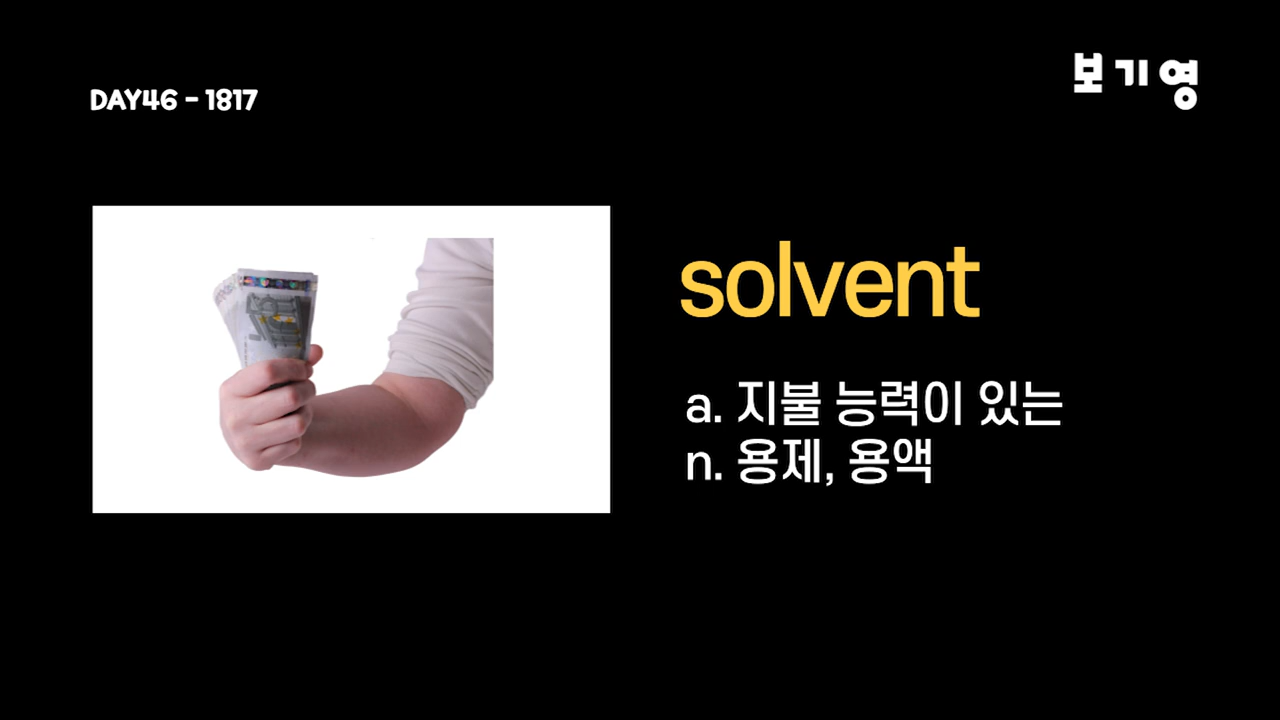 DAY46 - 1817
보기영
solvent
a. 지불 능력이 있는
n. 용제, 용액